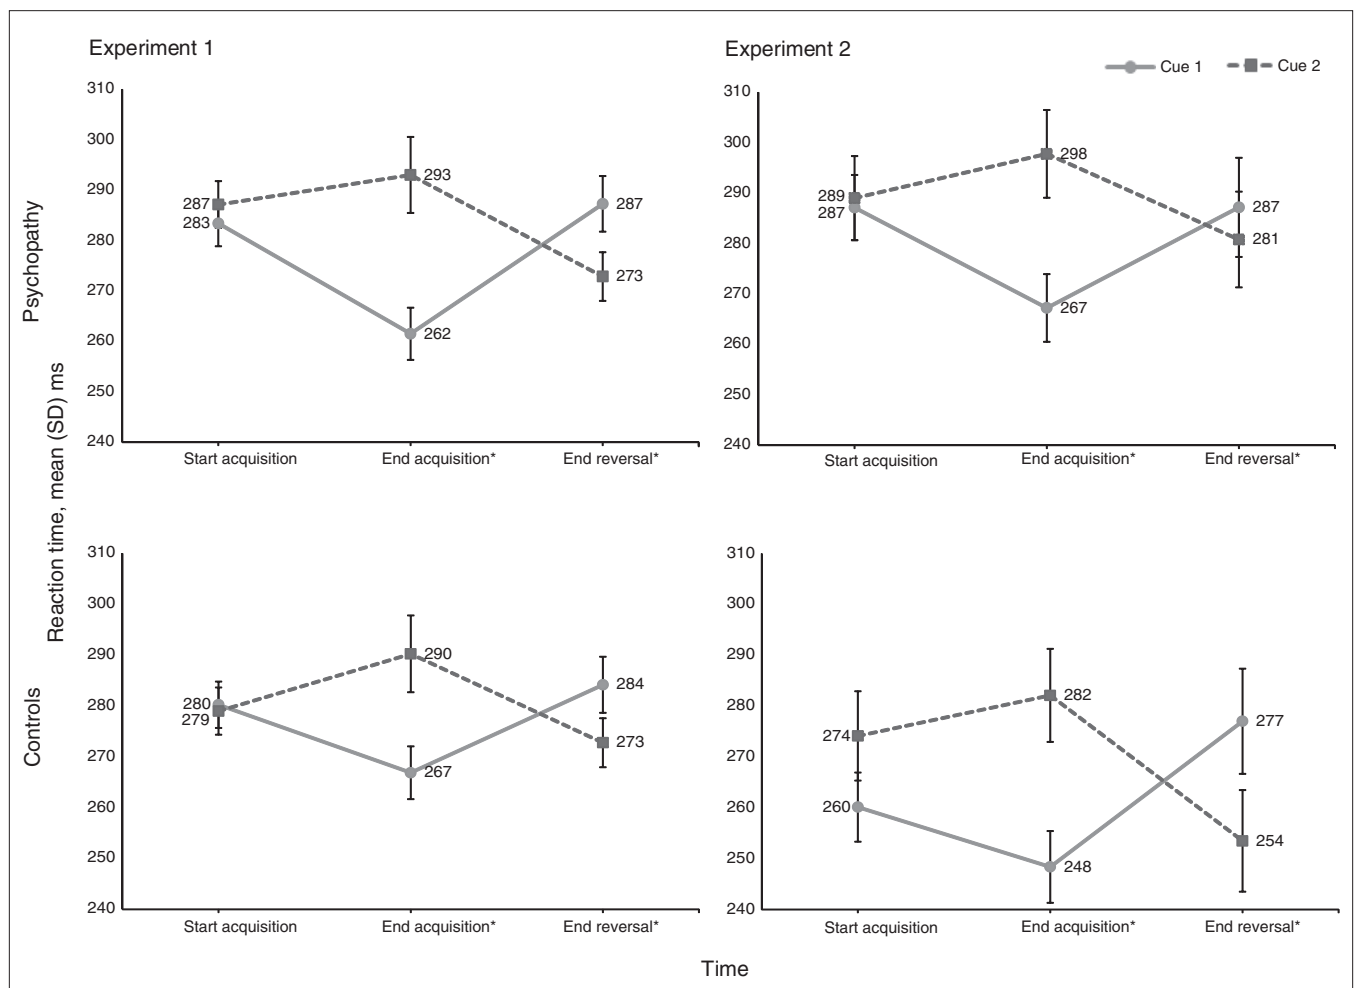 Experiment 1
Experiment 2
Cue 1
Cue 2
Psychopathy
Controls
Reaction time, mean (SD) ms
310
300
290
280
270
260
250
240
287
283
293
262
287
273
Start acquisition
End acquisition*
End reversal*
310
300
290
280
270
260
250
240
289
287
298
267
287
281
Start acquisition
End acquisition*
End reversal*
310
300
290
280
270
260
250
240
280
279
290
267
284
273
Start acquisition
End acquisition*
End reversal*
310
300
290
280
270
260
250
240
274
260
282
248
277
254
Start acquisition
End acquisition*
End reversal*
Time